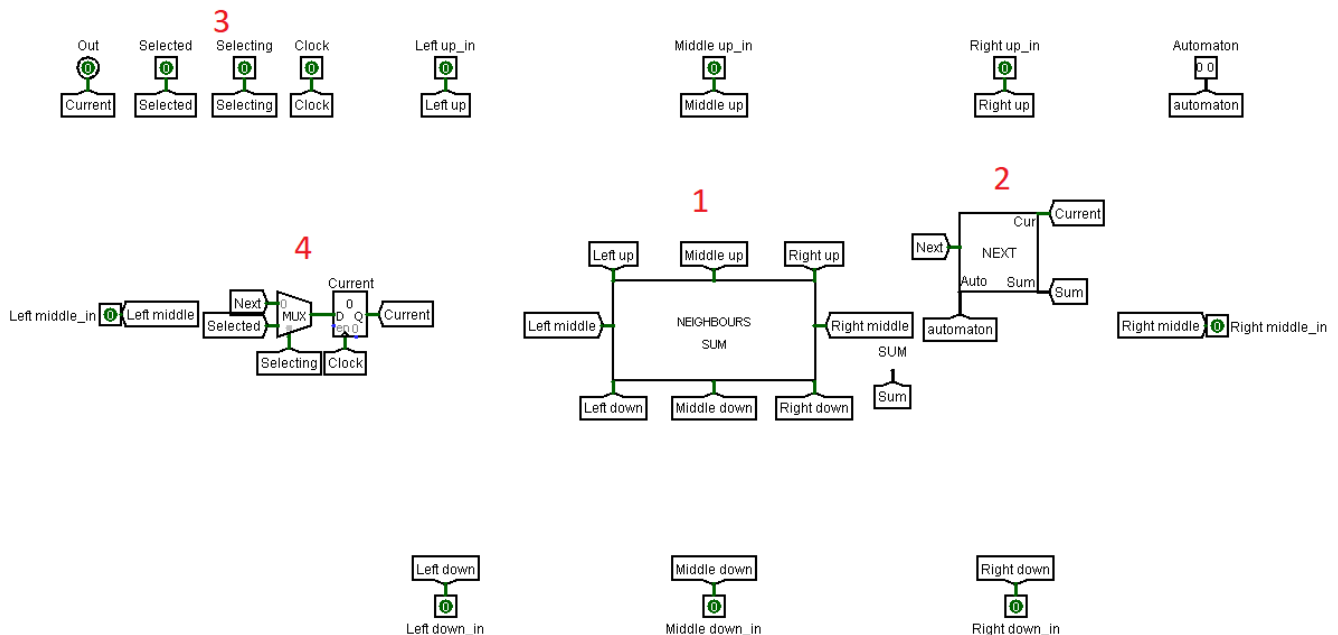 3
Out
Selected
Selecting
Clock
Left up_in
Middle up_in
Right up_in
Automaton
0
0
0
0
0
0
0
0 0
Current
Selected
Selecting
Clock
Left up
Middle up
Right up
automaton
1
2
4
Cur
Current
Next
NEXT
Auto
Sum
Sum
automaton
Left up
Middle up
Right up
Left middle
NEIGHBOURS
SUM
Right middle
SUM
Sum
Left down
Middle down
Right down
Current
Left middle_in
0
Left middle
Next
Selected
0
MUX
0
D
Q
en
0
Current
Selecting
Clock
Right middle
0
Right middle_in
Left down
Middle down
Right down
0
0
0
Left down_in
Middle down_in
Right down_in